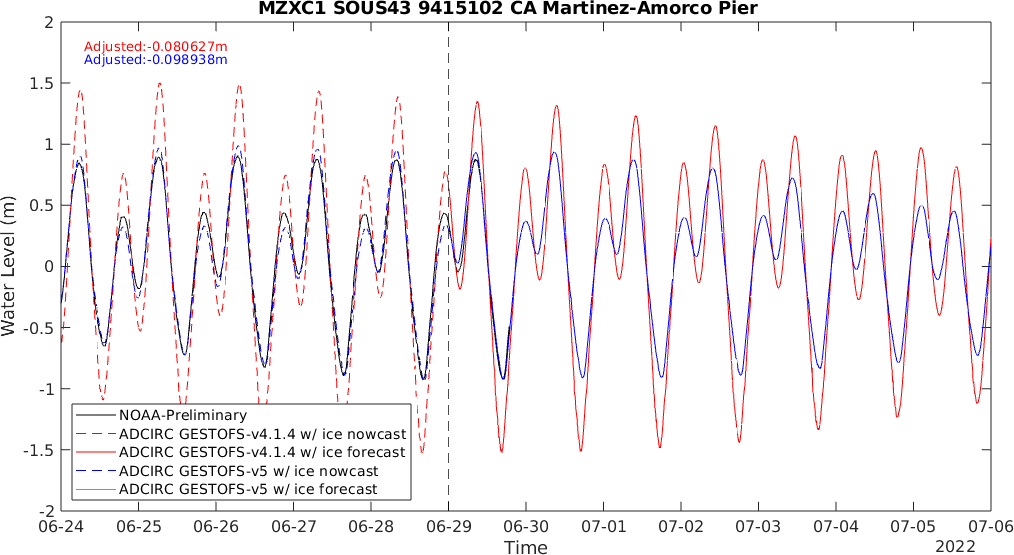 MZXC1 SOUS43 9415102 CA Martinez-Amorco Pier
Adjusted:-0.080627m
Adjusted:-0.098938m
2
1.5
1
0.5
0
-0.5
-1
-1.5
-2
Water Level (m)
NOAA-Preliminary
ADCIRC GESTOFS-v4.1.4 w/ ice nowcast
ADCIRC GESTOFS-v4.1.4 w/ ice forecast
ADCIRC GESTOFS-v5 w/ ice nowcast
ADCIRC GESTOFS-v5 w/ ice forecast
06-24 06-25 06-26 06-27 06-28 06-29 06-30 07-01 07-02 07-03 07-04 07-05 07-06
Time
2022